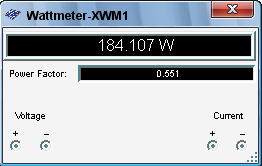 Wattmeter-XWM1
184.107 W
Power Factor: 0.551
Voltage Current
+ − + −